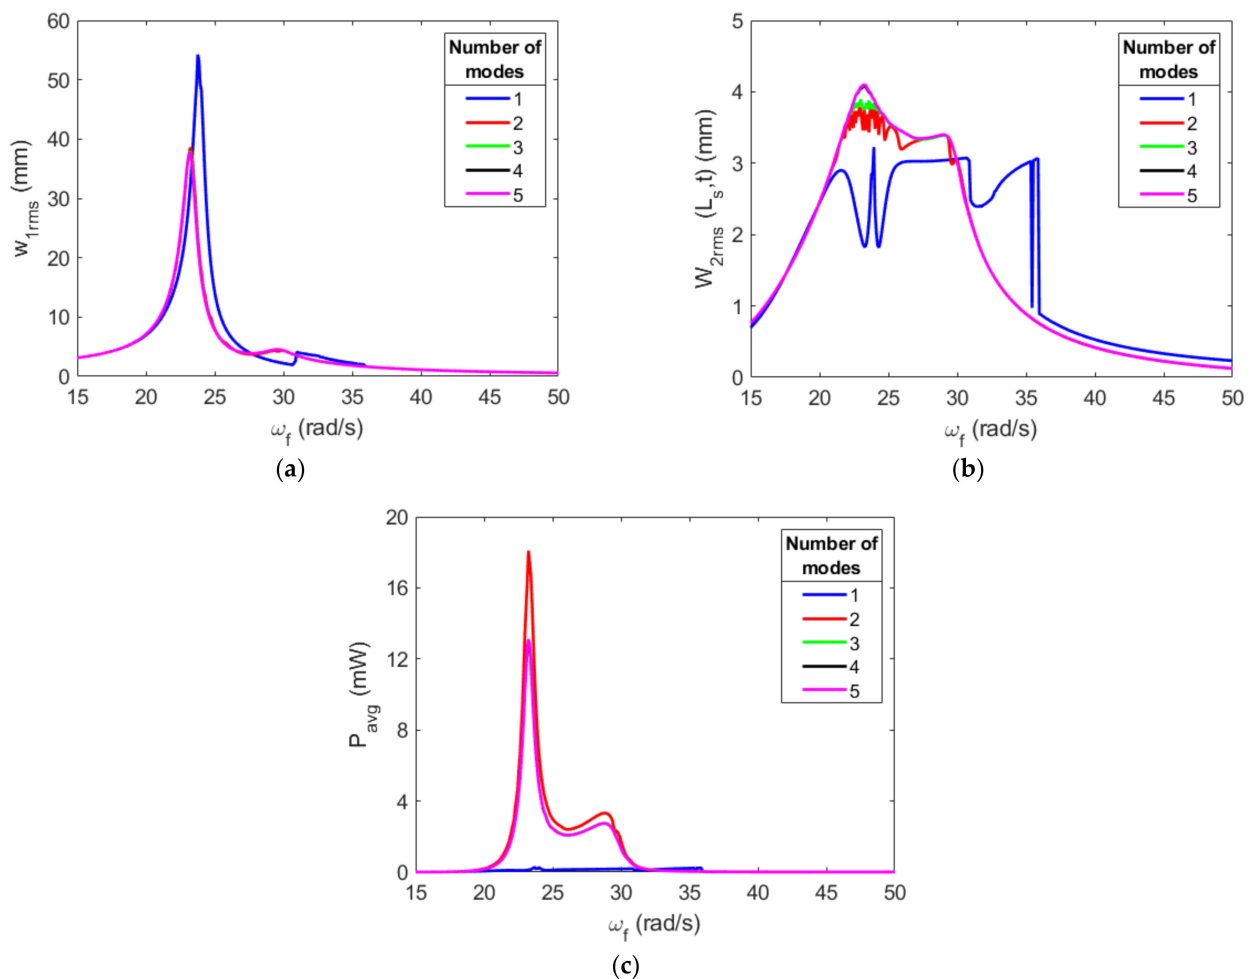 60
50
40
30
20
10
0
w1rms (mm)
Number of
modes
1
2
3
4
5
15 20 25 30 35 40 45 50
ωf (rad/s)
(a)
5
4
3
2
1
0
W2rms (Ls,t) (mm)
Number of
modes
1
2
3
4
5
15 20 25 30 35 40 45 50
ωf (rad/s)
(b)
20
16
12
8
4
0
Pavg (mW)
Number of
modes
1
2
3
4
5
15 20 25 30 35 40 45 50
ωf (rad/s)
(c)